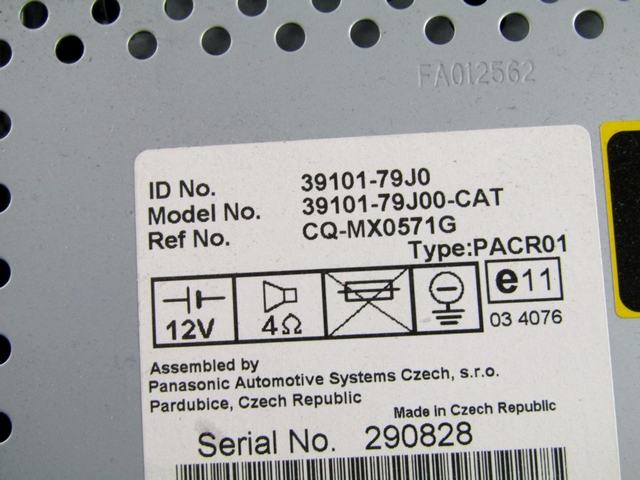 FA012562
ID No. 39101-79J0
Model No. 39101-79J00-CAT
Ref No. CQ-MX0571G
Type:PACR01
12V 4Ω e11
03 4076
Assembled by
Panasonic Automotive Systems Czech, s.r.o.
Pardubice, Czech Republic
Made in Czech Republic
Serial No. 290828